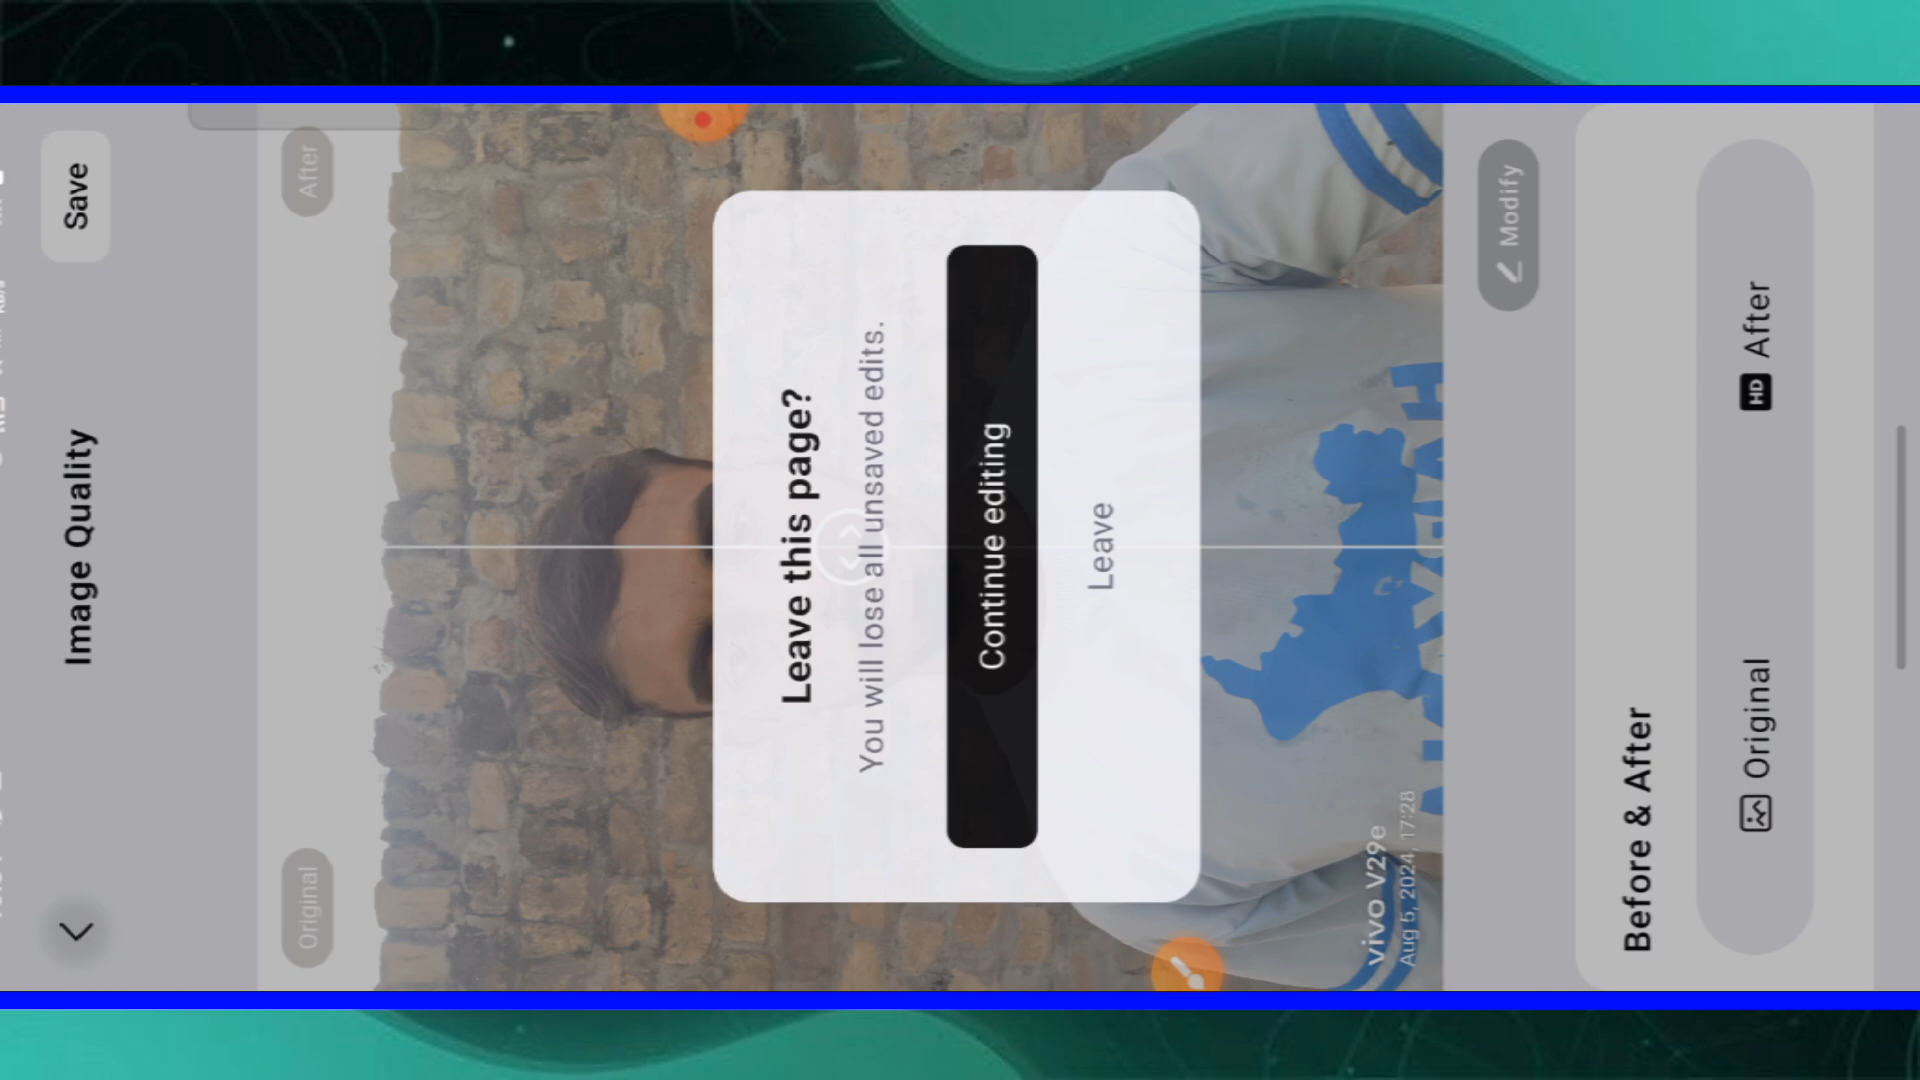 Image Quality
Save
Original
After
Leave this page?
You will lose all unsaved edits.
Continue editing
Leave
vivo V29e
Aug 5, 2024, 17:28
Modify
Before & After
Original
HD After